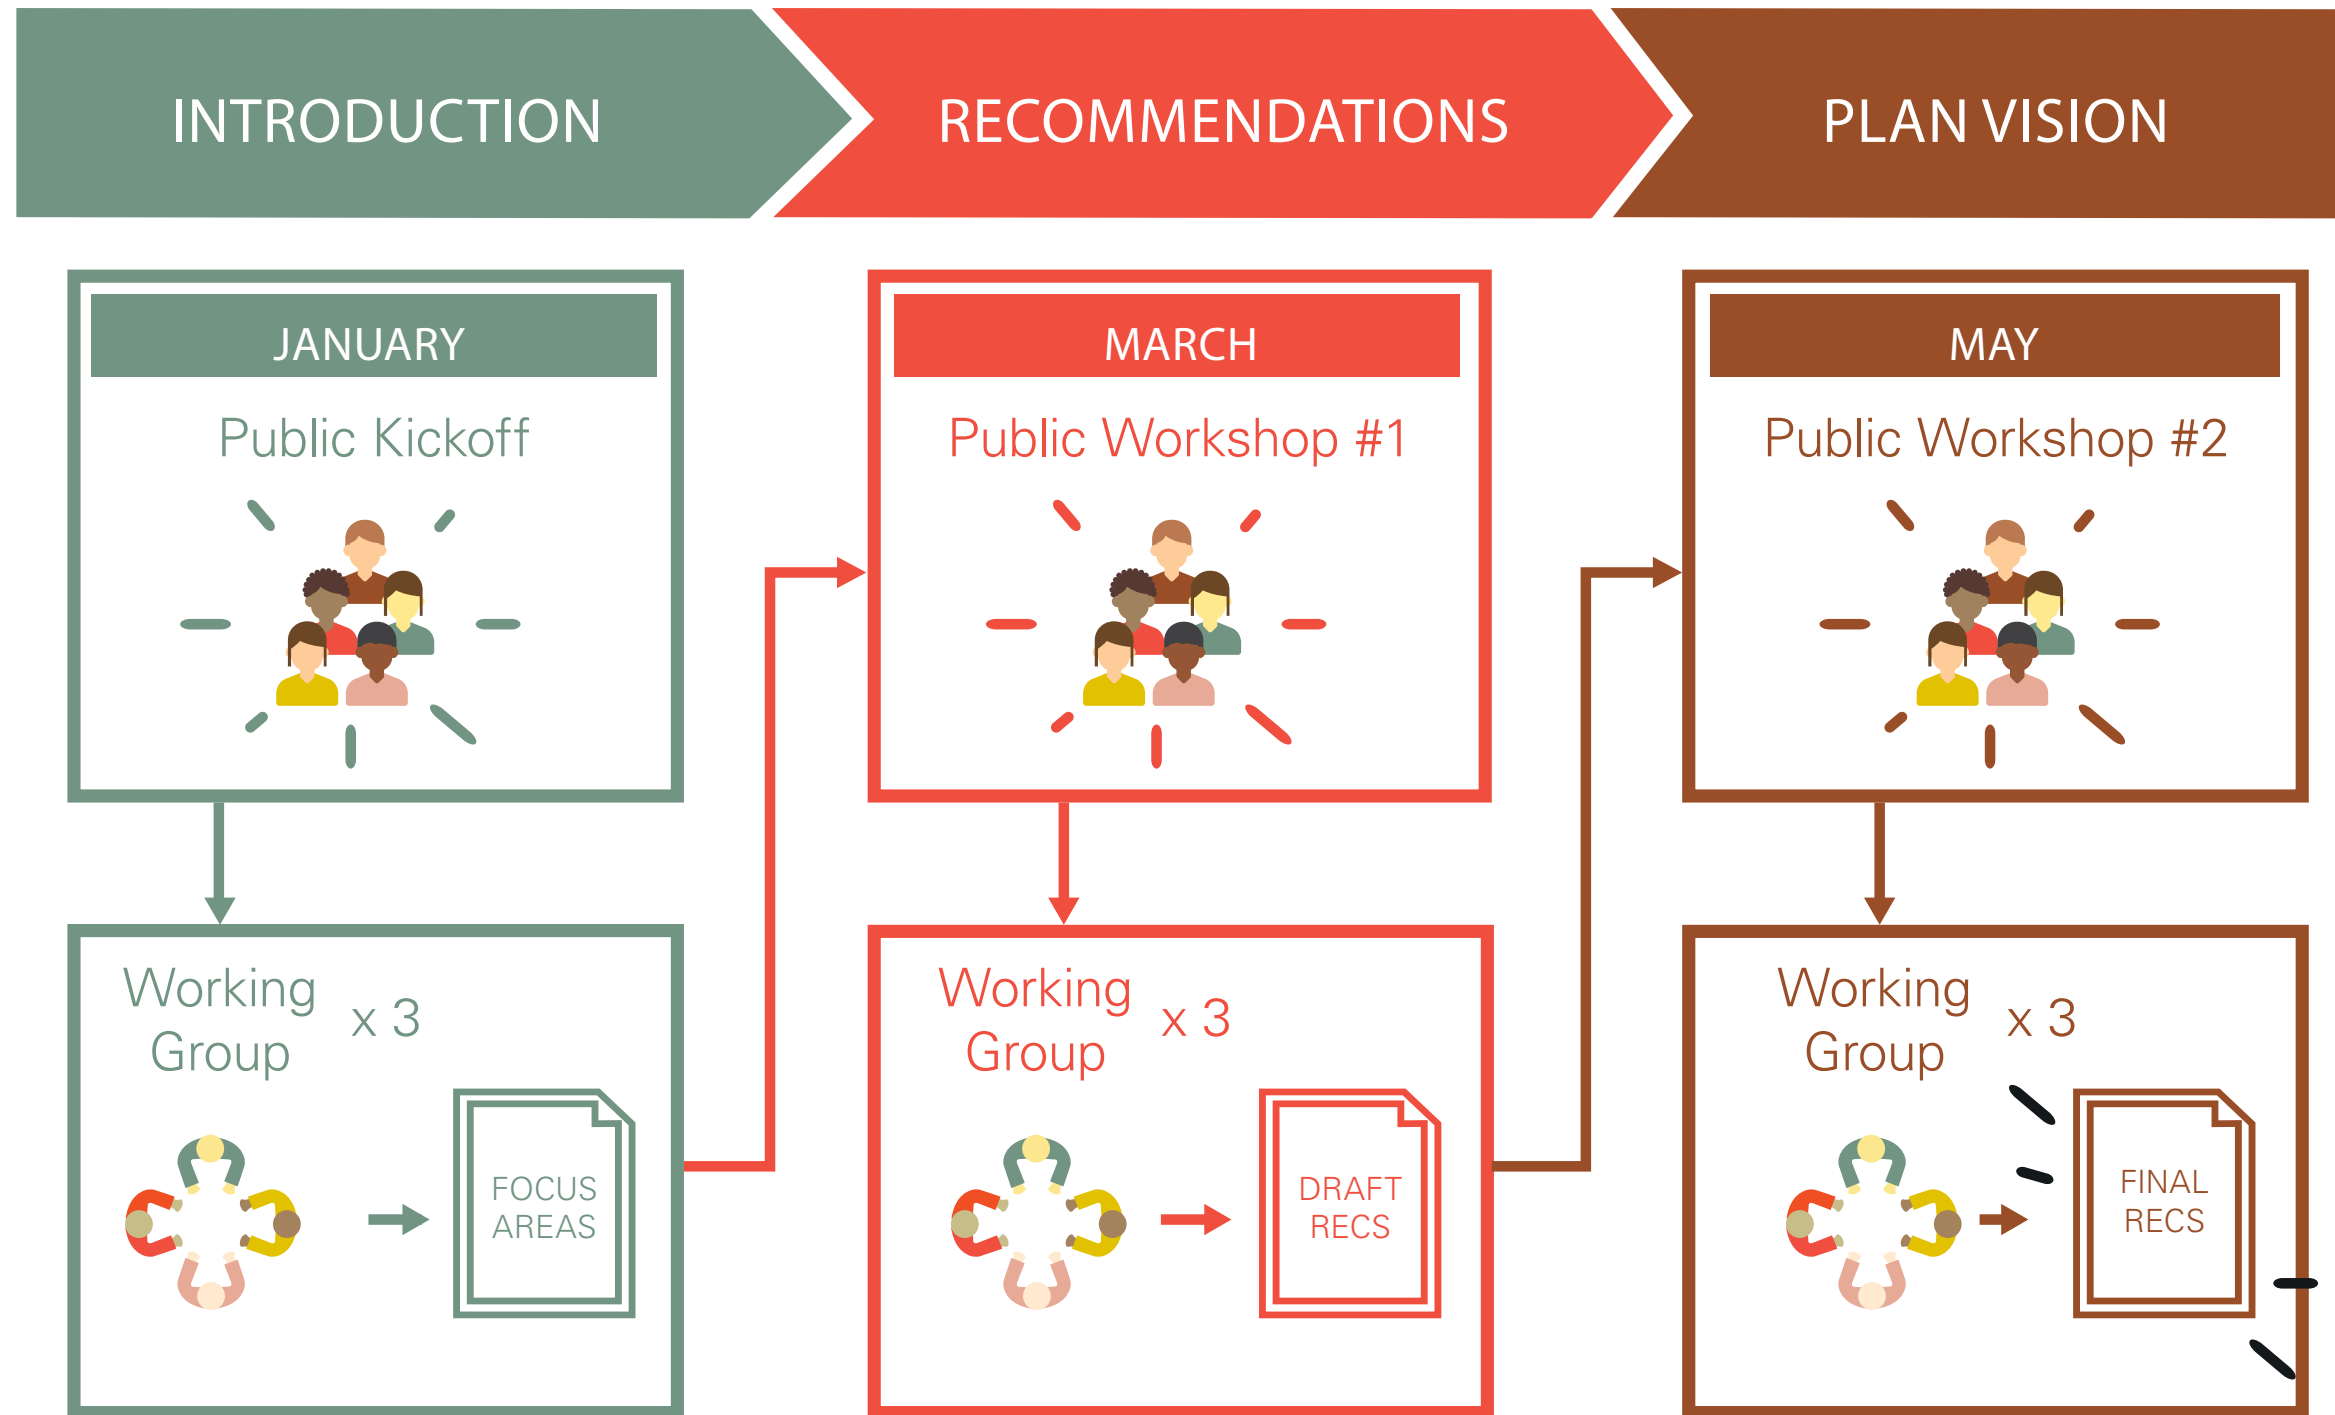 INTRODUCTION
RECOMMENDATIONS
PLAN VISION
JANUARY
Public Kickoff
MARCH
Public Workshop #1
MAY
Public Workshop #2
Working
Group
x 3
FOCUS
AREAS
Working
Group
x 3
DRAFT
RECS
Working
Group
x 3
FINAL
RECS